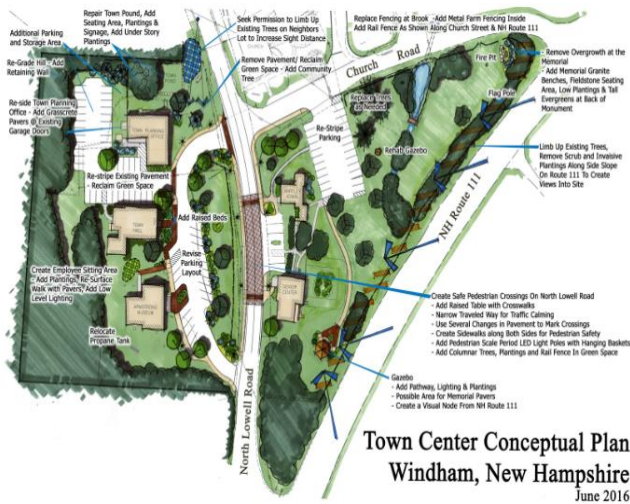 Repair Town Pound, Add
Seating Area, Plantings &
Signage, Add Under Story
Plantings
Additional Parking
and Storage Area
Re-Grade Hill - Add
Retaining Wall
Re-side Town Planning
Office - Add Grasscrete
Pavers @ Existing
Garage Doors
Seek Permission to Limb Up
Existing Trees on Neighbors
Lot to Increase Sight Distance
Remove Pavement/ Reclaim
Green Space - Add Community
Tree
Replace Fencing at Brook -Add Metal Farm Fencing Inside
Add Rail Fence As Shown Along Church Street & NH Route 111
Church Road
Fire Pit
Remove Overgrowth at the
Memorial
- Add Memorial Granite
Benches, Fieldstone Seating
Area, Low Plantings & Tall
Evergreens at Back of
Monument
Flag Pole
Replace Trees
as Needed
Re-Stripe
Parking
Rehab Gazebo
Limb Up Existing Trees,
Remove Scrub and Invaisive
Plantings Along Side Slope
On Route 111 To Create
Views Into Site
NH Route 111
TOWN PLANNING
OFFICE
Re-stripe Existing Pavement
- Reclaim Green Space
Add Raised Beds
TOWN
HALL
Revise
Parking
Layout
SENIOR
CENTER
Create Employee Sitting Area
- Add Plantings, Re-Surface
Walk with Pavers, Add Low
Level Lighting
ARMSTRONG
MUSEUM
Relocate
Propane Tank
Create Safe Pedestrian Crossings On North Lowell Road
- Add Raised Table with Crosswalks
- Narrow Traveled Way for Traffic Calming
- Use Several Changes in Pavement to Mark Crossings
- Create Sidewalks along Both Sides for Pedestrian Safety
- Add Pedestrian Scale Period LED Light Poles with Hanging Baskets
- Add Columnar Trees, Plantings and Rail Fence In Green Space
Gazebo
- Add Pathway, Lighting & Plantings
- Possible Area for Memorial Pavers
- Create a Visual Node From NH Route 111
North Lowell Road
Town Center Conceptual Plan
Windham, New Hampshire
June 2016